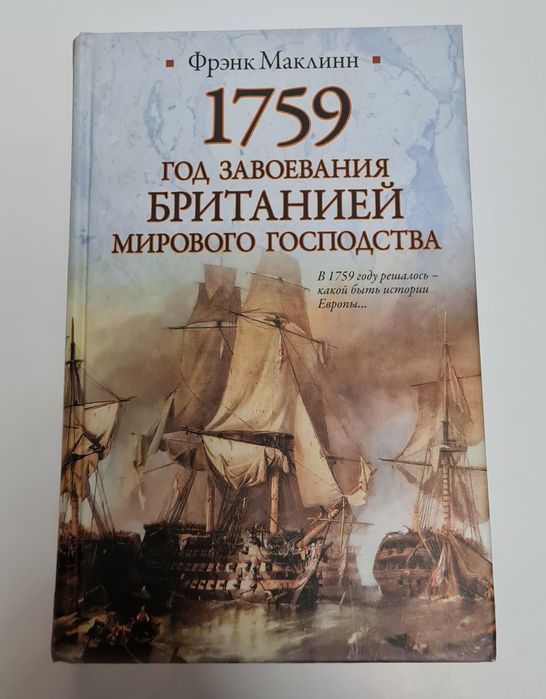 Фрэнк Маклинн
1759
ГОД ЗАВОЕВАНИЯ
БРИТАНИЕЙ
МИРОВОГО ГОСПОДСТВА
В 1759 году решалось –
какой быть истории
Европы...